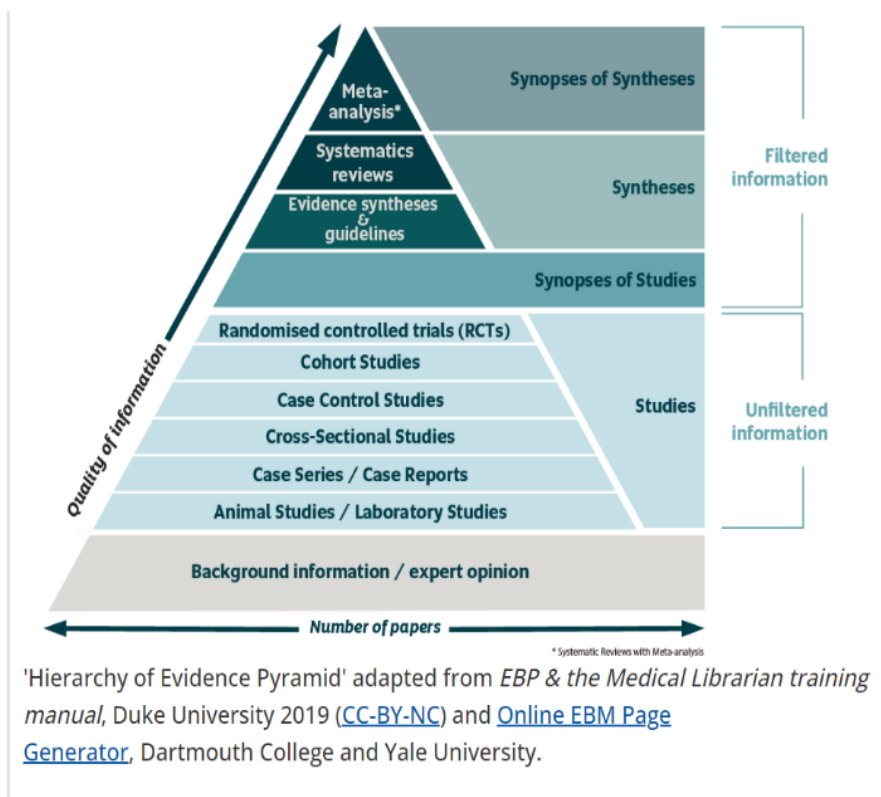 Meta-
analysis*
Synopses of Syntheses
Systematics
reviews
Syntheses
Filtered
information
Evidence syntheses
&
guidelines
Synopses of Studies
Randomised controlled trials (RCTs)
Cohort Studies
Case Control Studies
Studies
Unfiltered
information
Cross-Sectional Studies
Case Series / Case Reports
Animal Studies / Laboratory Studies
Quality of information
Background information / expert opinion
Number of papers
* Systematic Reviews with Meta-analysis
'Hierarchy of Evidence Pyramid' adapted from EBP & the Medical Librarian training
manual, Duke University 2019 (CC-BY-NC) and Online EBM Page
Generator, Dartmouth College and Yale University.